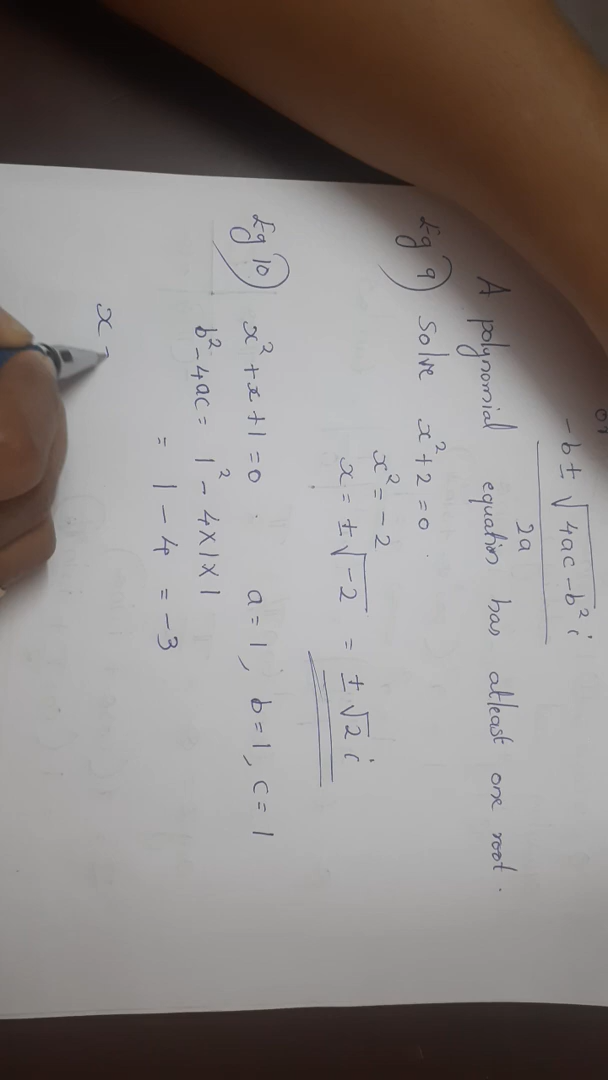 or
-b ± √4ac-b² i
2a
A polynomial equation has atleast one root.
Eg 9) Solve x²+2=0.
x² = -2
x = ±√-2 = ±√2 i
Eg 10) x²+x+1=0. a=1, b=1, c=1
b²-4ac = 1² - 4×1×1
= 1 - 4 = -3
x =